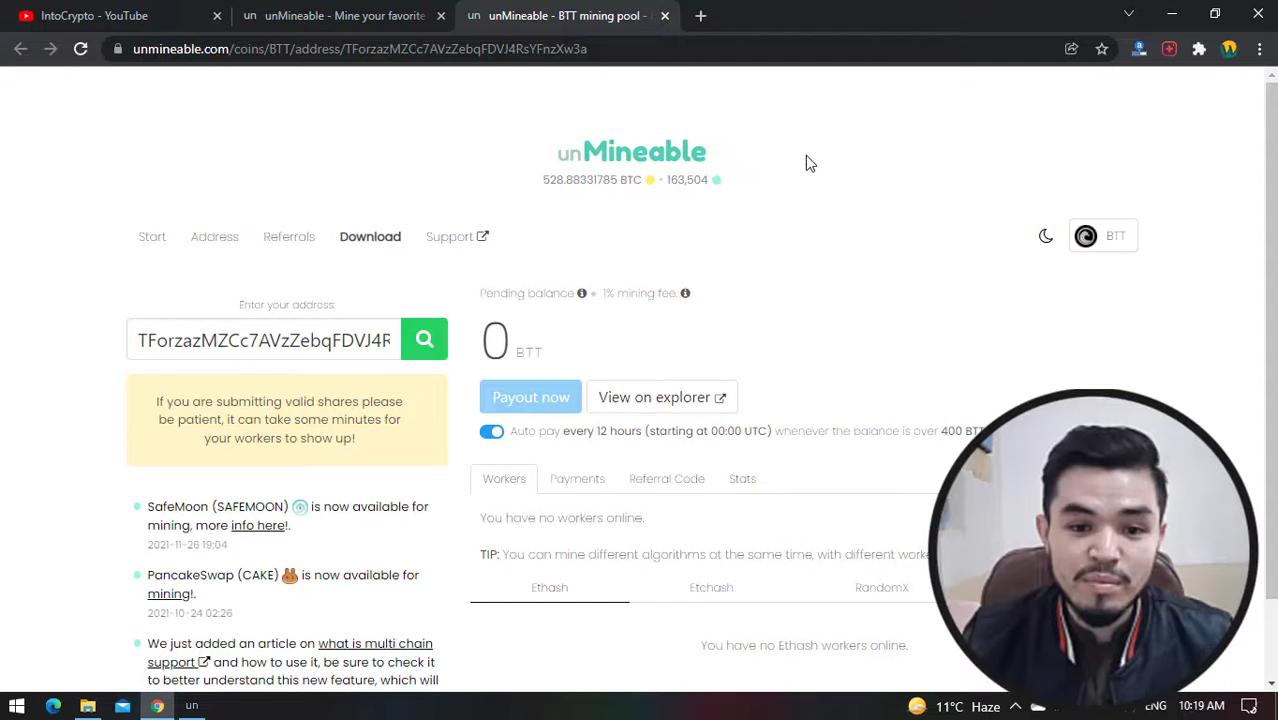 IntoCrypto - YouTube
un unMineable - Mine your favorite
un unMineable - BTT mining pool -
unmineable.com/coins/BTT/address/TForzazMZCc7AVzZebqFDVJ4RsYFnzXw3a
unMineable
528.88331785 BTC • 163,504
Start Address Referrals Download Support
BTT
Enter your address:
TForzazMZCc7AVzZebqFDVJ4R
If you are submitting valid shares please
be patient, it can take some minutes for
your workers to show up!
SafeMoon (SAFEMOON) is now available for
mining, more info here!.
2021-11-26 19:04
PancakeSwap (CAKE) is now available for
mining!.
2021-10-24 02:26
We just added an article on what is multi chain
support and how to use it, be sure to check it
to better understand this new feature, which will
Pending balance • 1% mining fee.
0 BTT
Payout now View on explorer
Auto pay every 12 hours (starting at 00:00 UTC) whenever the balance is over 400 BTT
Workers Payments Referral Code Stats
You have no workers online.
TIP: You can mine different algorithms at the same time, with different
Ethash Etchash RandomX
You have no Ethash workers online.
un
11°C Haze
ENG 10:19 AM